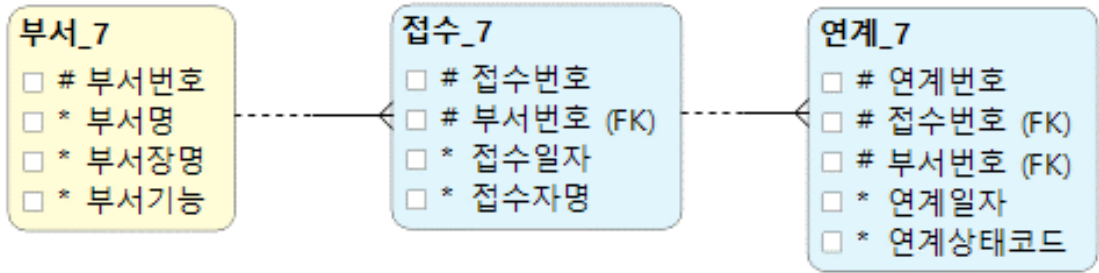 부서_7
# 부서번호
* 부서명
* 부서장명
* 부서기능
접수_7
# 접수번호
# 부서번호 (FK)
* 접수일자
* 접수자명
연계_7
# 연계번호
# 접수번호 (FK)
# 부서번호 (FK)
* 연계일자
* 연계상태코드